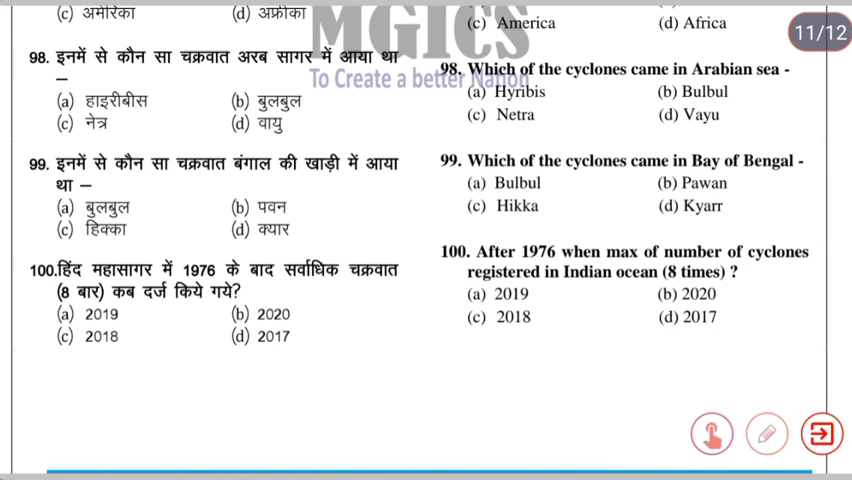 (c) अमेरिका (d) अफ्रीका
98. इनमें से कौन सा चक्रवात अरब सागर में आया था
–
(a) हाइरीबीस (b) बुलबुल
(c) नेत्र (d) वायु
99. इनमें से कौन सा चक्रवात बंगाल की खाड़ी में आया
था –
(a) बुलबुल (b) पवन
(c) हिक्का (d) क्यार
100.हिंद महासागर में 1976 के बाद सर्वाधिक चक्रवात
(8 बार) कब दर्ज किये गये?
(a) 2019 (b) 2020
(c) 2018 (d) 2017
MGICS
To Create a better Nation
(c) America (d) Africa
98. Which of the cyclones came in Arabian sea -
(a) Hyribis (b) Bulbul
(c) Netra (d) Vayu
99. Which of the cyclones came in Bay of Bengal -
(a) Bulbul (b) Pawan
(c) Hikka (d) Kyarr
100. After 1976 when max of number of cyclones
registered in Indian ocean (8 times) ?
(a) 2019 (b) 2020
(c) 2018 (d) 2017
11/12